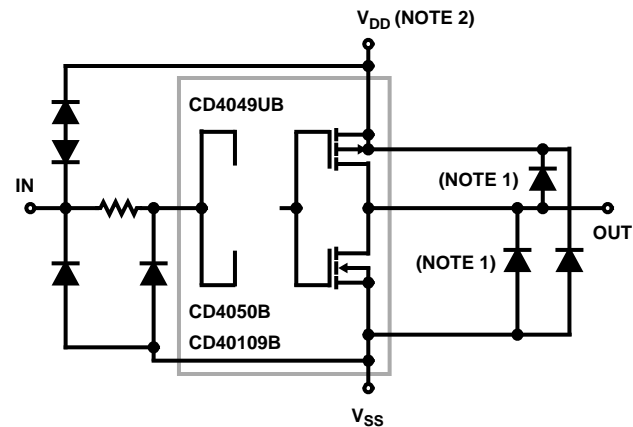 V_DD (NOTE 2)
CD4049UB
IN
(NOTE 1)
OUT
(NOTE 1)
CD4050B
CD40109B
V_SS